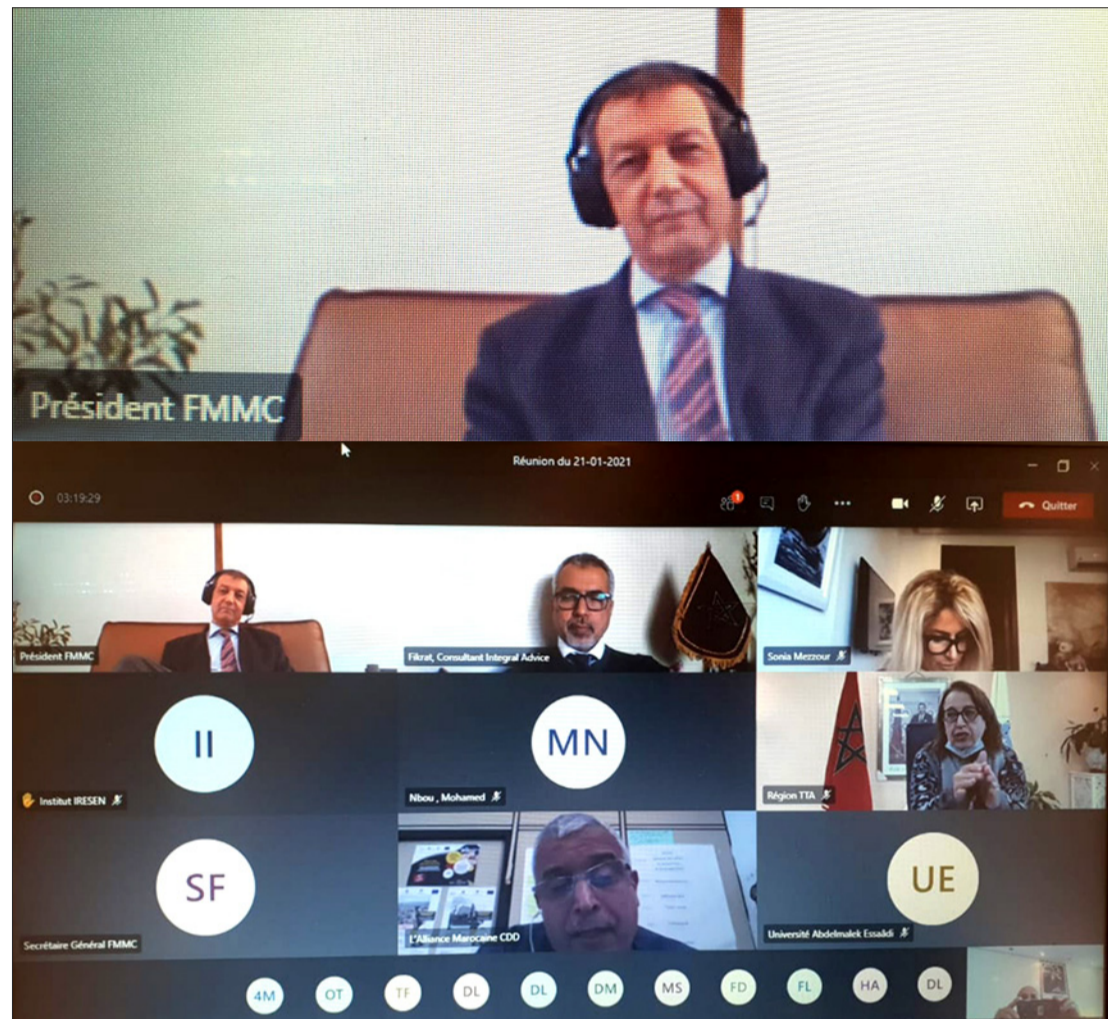 Président FMMC
Réunion du 21-01-2021
03:19:29
1
Quitter
Président FMMC
Fikrat, Consultant Integral Advice
Sonia Mezzour
II
Institut IRESEN
MN
Nbou , Mohamed
Région TTA
SF
Secrétaire Général FMMC
L'Alliance Marocaine CDD
UE
Université Abdelmalek Essaâdi
4M
OT
TF
DL
DL
DM
MS
FD
FL
HA
DL